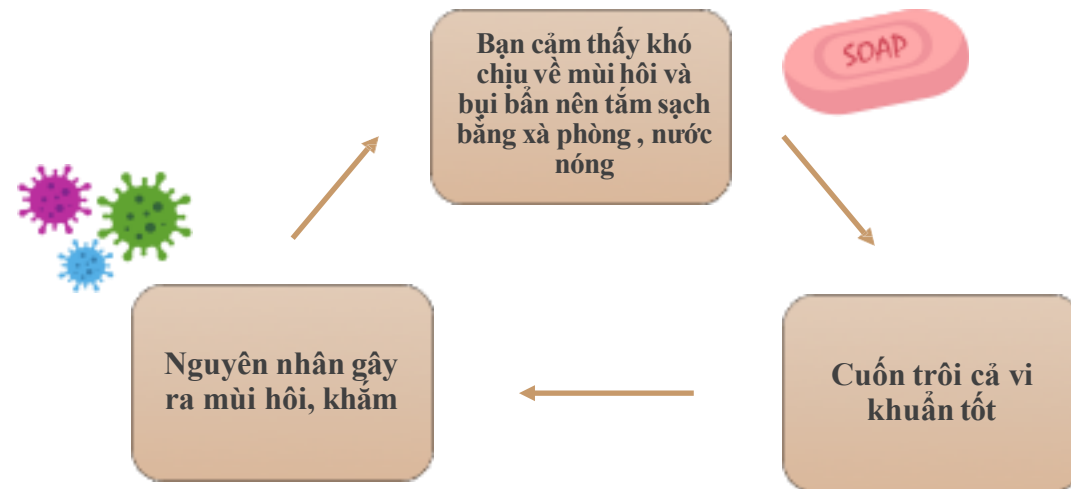 Bạn cảm thấy khó
chịu về mùi hôi và
bụi bẩn nên tắm sạch
bằng xà phòng , nước
nóng
SOAP
Nguyên nhân gây
ra mùi hôi, khắm
Cuốn trôi cả vi
khuẩn tốt